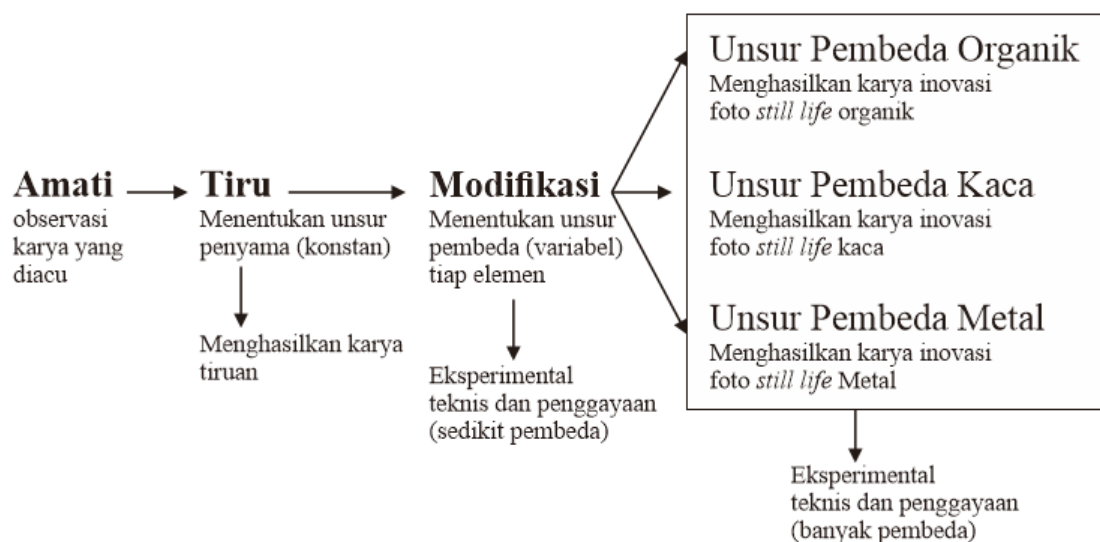 Amati
observasi
karya yang
diacu
Tiru
Menentukan unsur
penyama (konstan)
Menghasilkan karya
tiruan
Modifikasi
Menentukan unsur
pembeda (variabel)
tiap elemen
Eksperimental
teknis dan penggayaan
(sedikit pembeda)
Unsur Pembeda Organik
Menghasilkan karya inovasi
foto still life organik
Unsur Pembeda Kaca
Menghasilkan karya inovasi
foto still life kaca
Unsur Pembeda Metal
Menghasilkan karya inovasi
foto still life Metal
Eksperimental
teknis dan penggayaan
(banyak pembeda)